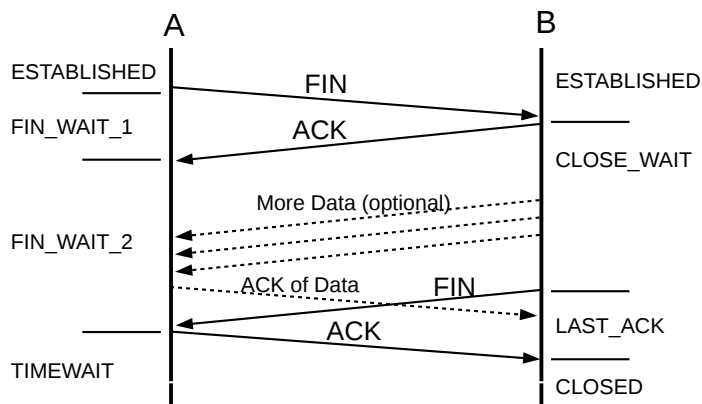 A
B
ESTABLISHED
FIN
ESTABLISHED
FIN_WAIT_1
ACK
CLOSE_WAIT
More Data (optional)
FIN_WAIT_2
ACK of Data
FIN
ACK
LAST_ACK
TIMEWAIT
CLOSED